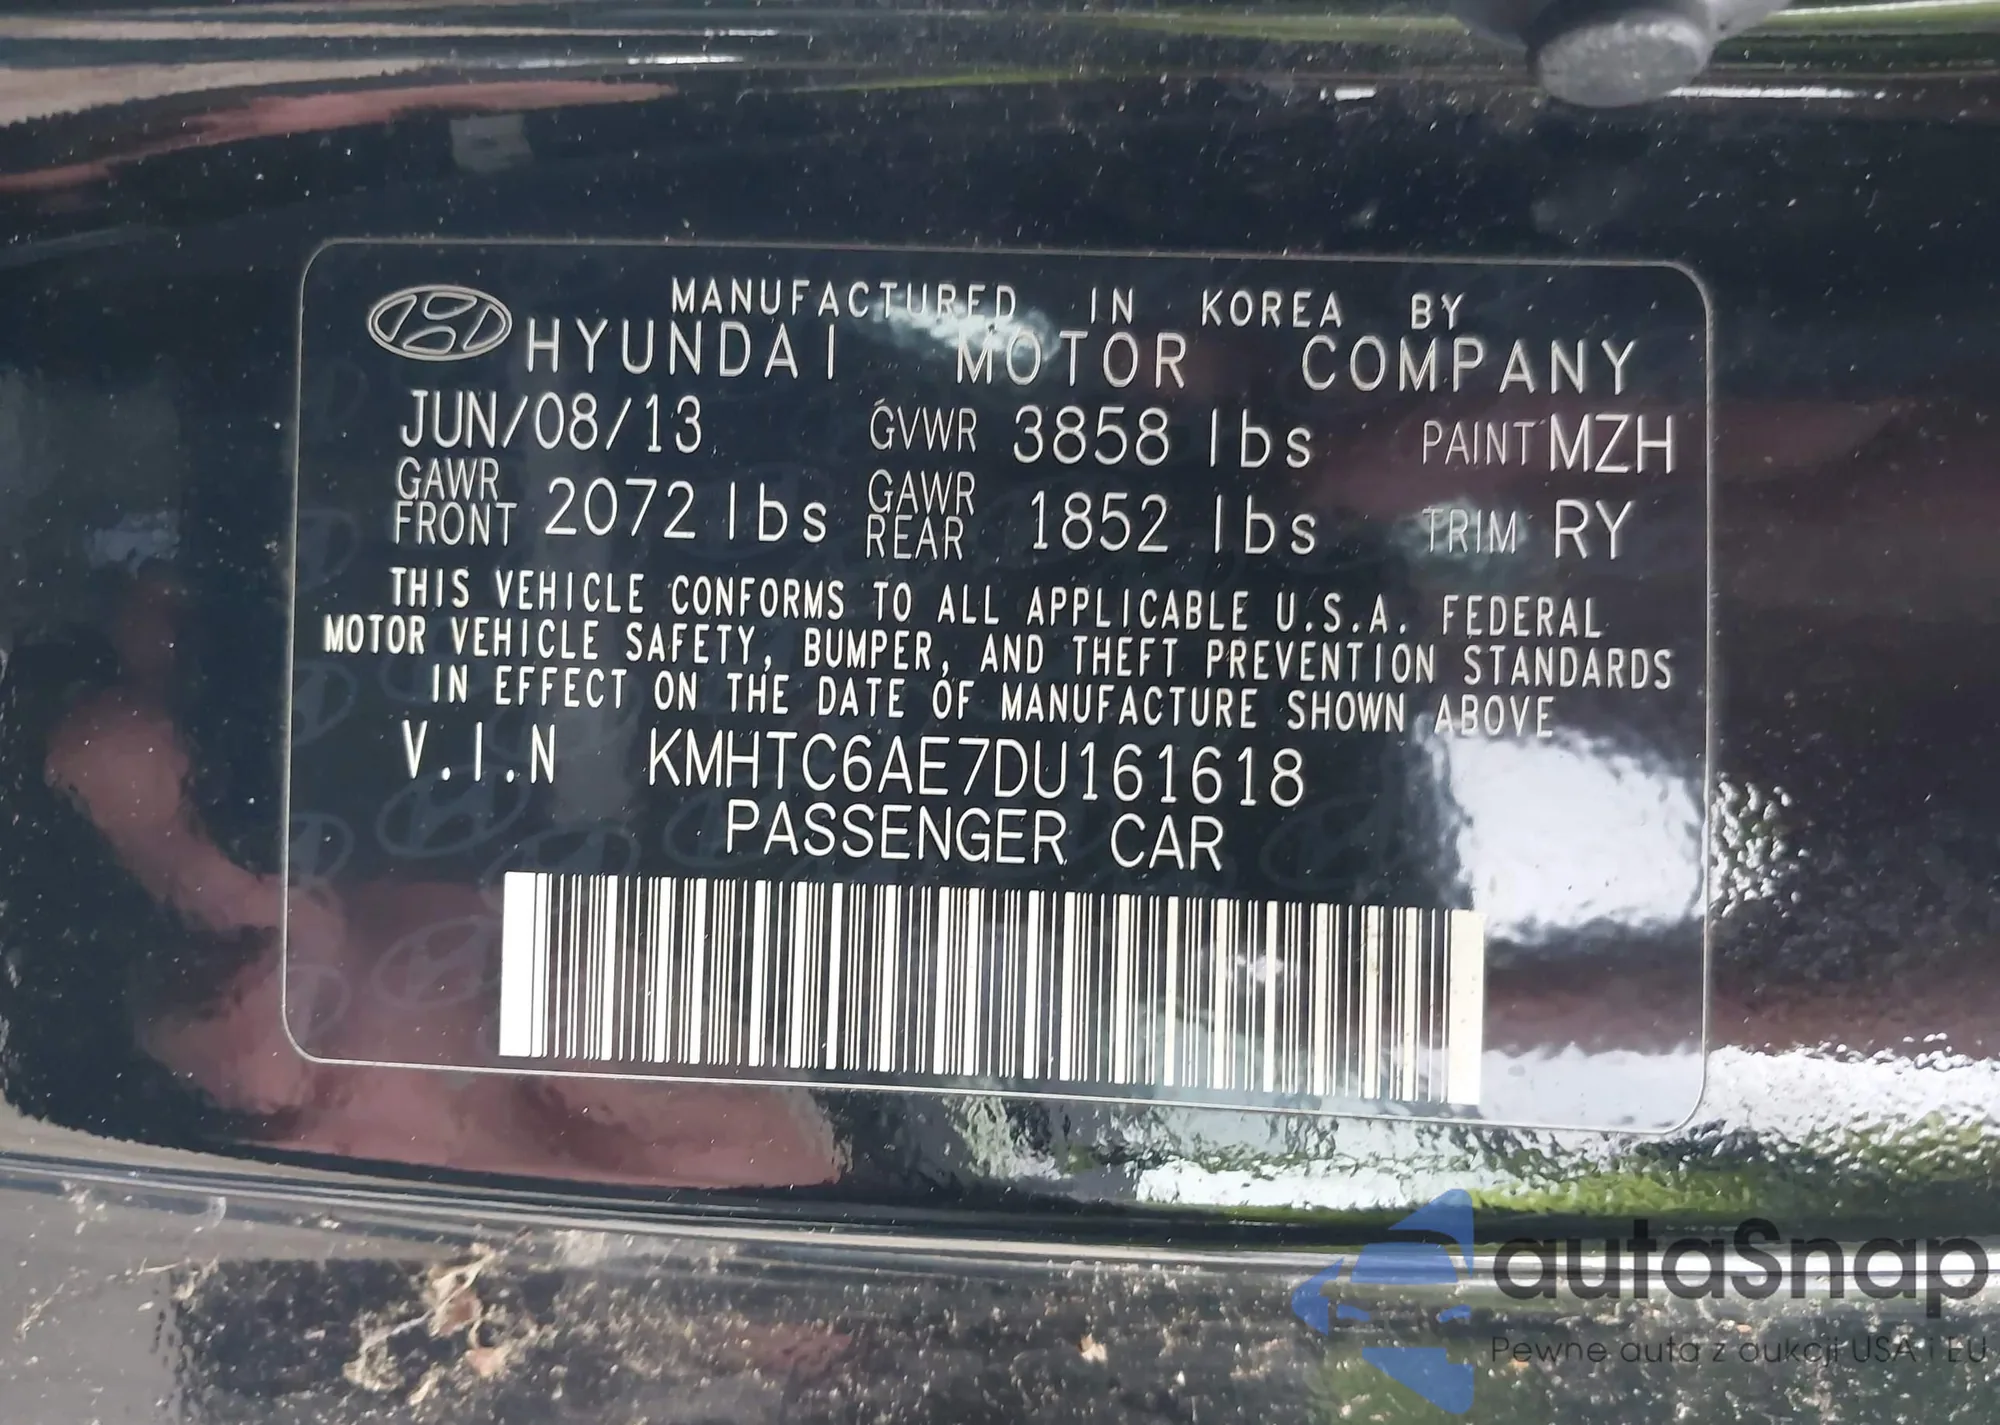 MANUFACTURED IN KOREA BY
HYUNDAI MOTOR COMPANY
JUN/08/13 GVWR 3858 lbs PAINT MZH
GAWR FRONT 2072 lbs GAWR REAR 1852 lbs TRIM RY
THIS VEHICLE CONFORMS TO ALL APPLICABLE U.S.A. FEDERAL
MOTOR VEHICLE SAFETY, BUMPER, AND THEFT PREVENTION STANDARDS
IN EFFECT ON THE DATE OF MANUFACTURE SHOWN ABOVE
V.I.N KMHTC6AE7DU161618
PASSENGER CAR
autaSnap
Pewne auta z aukcji USA i EU